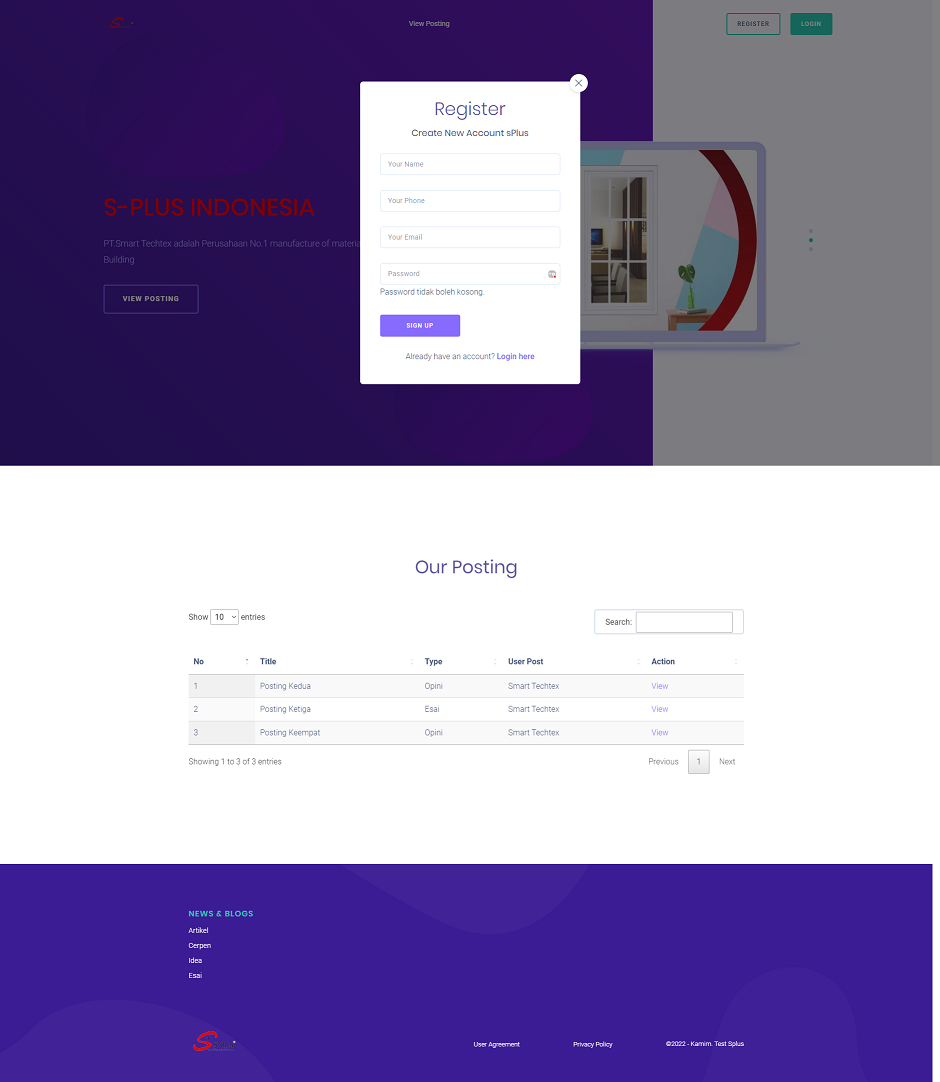 View Posting
REGISTER
LOGIN
Register
Create New Account sPlus
Your Name
Your Phone
Your Email
Password
Password tidak boleh kosong.
SIGN UP
Already have an account? Login here
S-PLUS INDONESIA
PT.Smart Techtex adalah Perusahaan No.1 manufacture of
Building
VIEW POSTING
Our Posting
Show 10 entries
Search:
No Title Type User Post Action
1 Posting Kedua Opini Smart Techtex View
2 Posting Ketiga Esai Smart Techtex View
3 Posting Keempat Opini Smart Techtex View
Showing 1 to 3 of 3 entries
Previous 1 Next
NEWS & BLOGS
Artikel
Cerpen
Idea
Esai
User Agreement
Privacy Policy
©2022 - Kamim. Test Splus